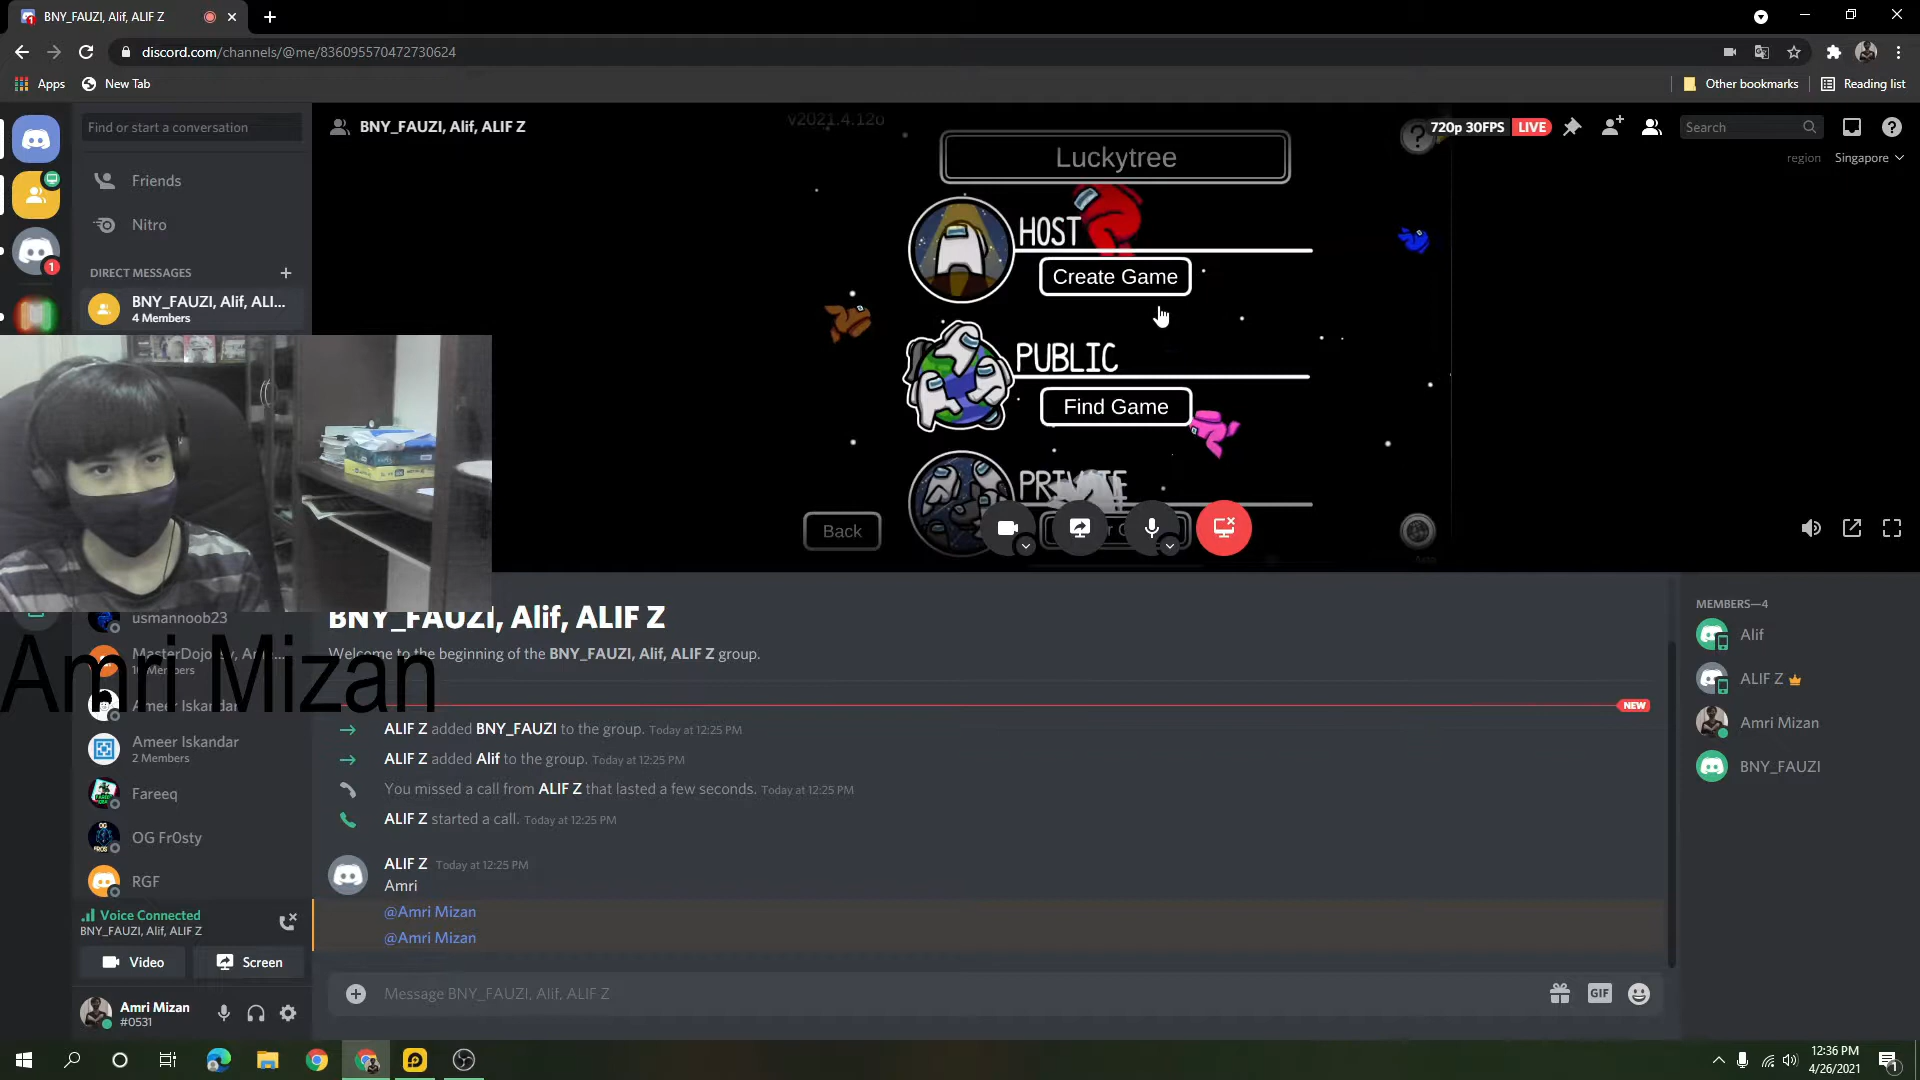 BNY_FAUZI, Alif, ALIF Z
discord.com/channels/@me/836095570472730624
Apps
New Tab
Other bookmarks
Reading list
Find or start a conversation
BNY_FAUZI, Alif, ALIF Z
v2021.4.12o
720p 30FPS
LIVE
Search
region
Singapore
Luckytree
Friends
Nitro
HOST
Create Game
1
DIRECT MESSAGES
BNY_FAUZI, Alif, ALI...
4 Members
PUBLIC
Find Game
PRIVATE
Back
BNY_FAUZI, Alif, ALIF Z
Welcome to the beginning of the BNY_FAUZI, Alif, ALIF Z group.
usmannoob23
Amri Mizan
Ameer Iskandar
Ameer Iskandar
2 Members
Fareeq
OG Fr0sty
RGF
NEW
ALIF Z added BNY_FAUZI to the group. Today at 12:25 PM
ALIF Z added Alif to the group. Today at 12:25 PM
You missed a call from ALIF Z that lasted a few seconds. Today at 12:25 PM
ALIF Z started a call. Today at 12:25 PM
ALIF Z Today at 12:25 PM
Amri
@Amri Mizan
@Amri Mizan
MEMBERS—4
Alif
ALIF Z
Amri Mizan
BNY_FAUZI
Voice Connected
BNY_FAUZI, Alif, ALIF Z
Video
Screen
Amri Mizan
#0531
Message BNY_FAUZI, Alif, ALIF Z
GIF
12:36 PM
4/26/2021
1